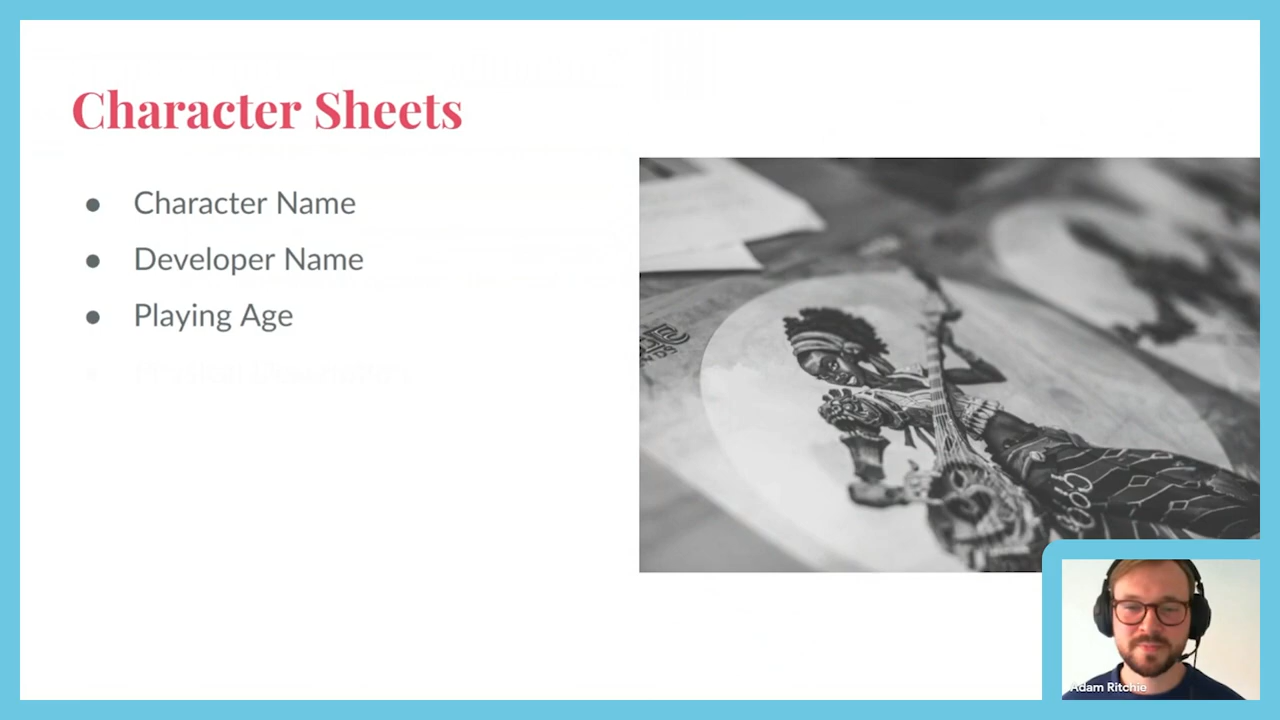 Character Sheets
● Character Name
● Developer Name
● Playing Age
Adam Ritchie